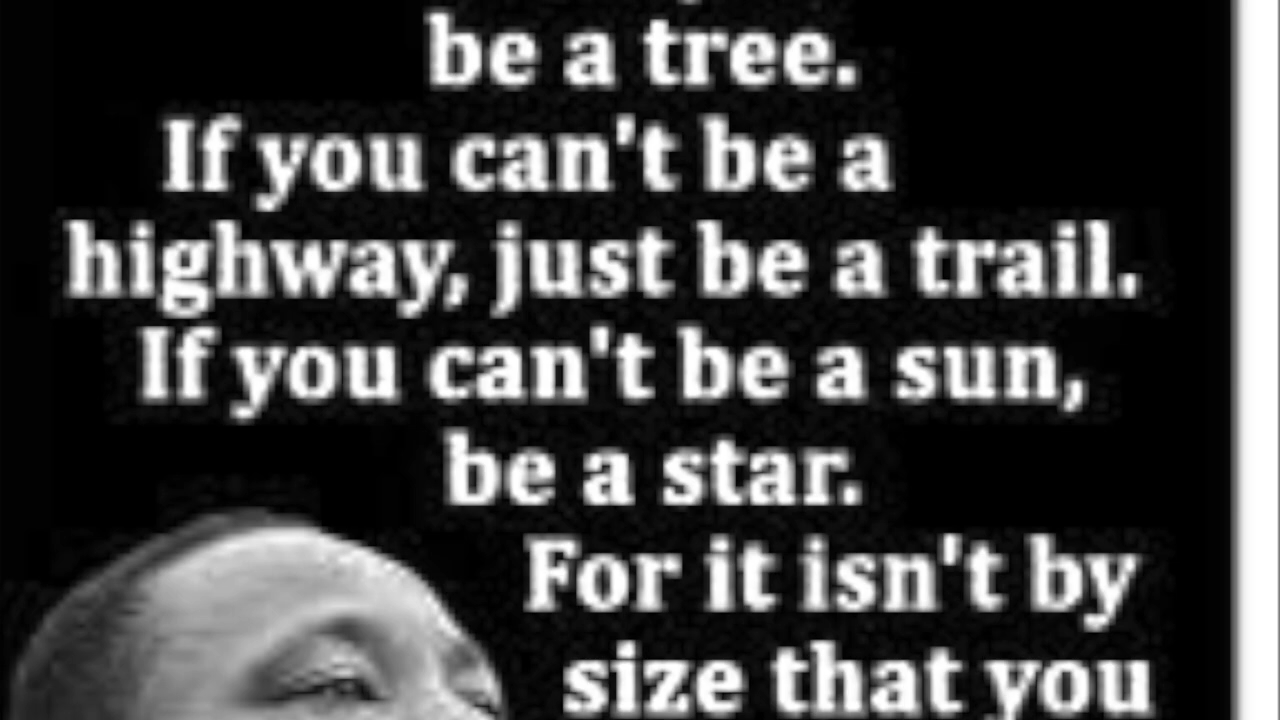 be a tree.
If you can't be a
highway, just be a trail.
If you can't be a sun,
be a star.
For it isn't by
size that you